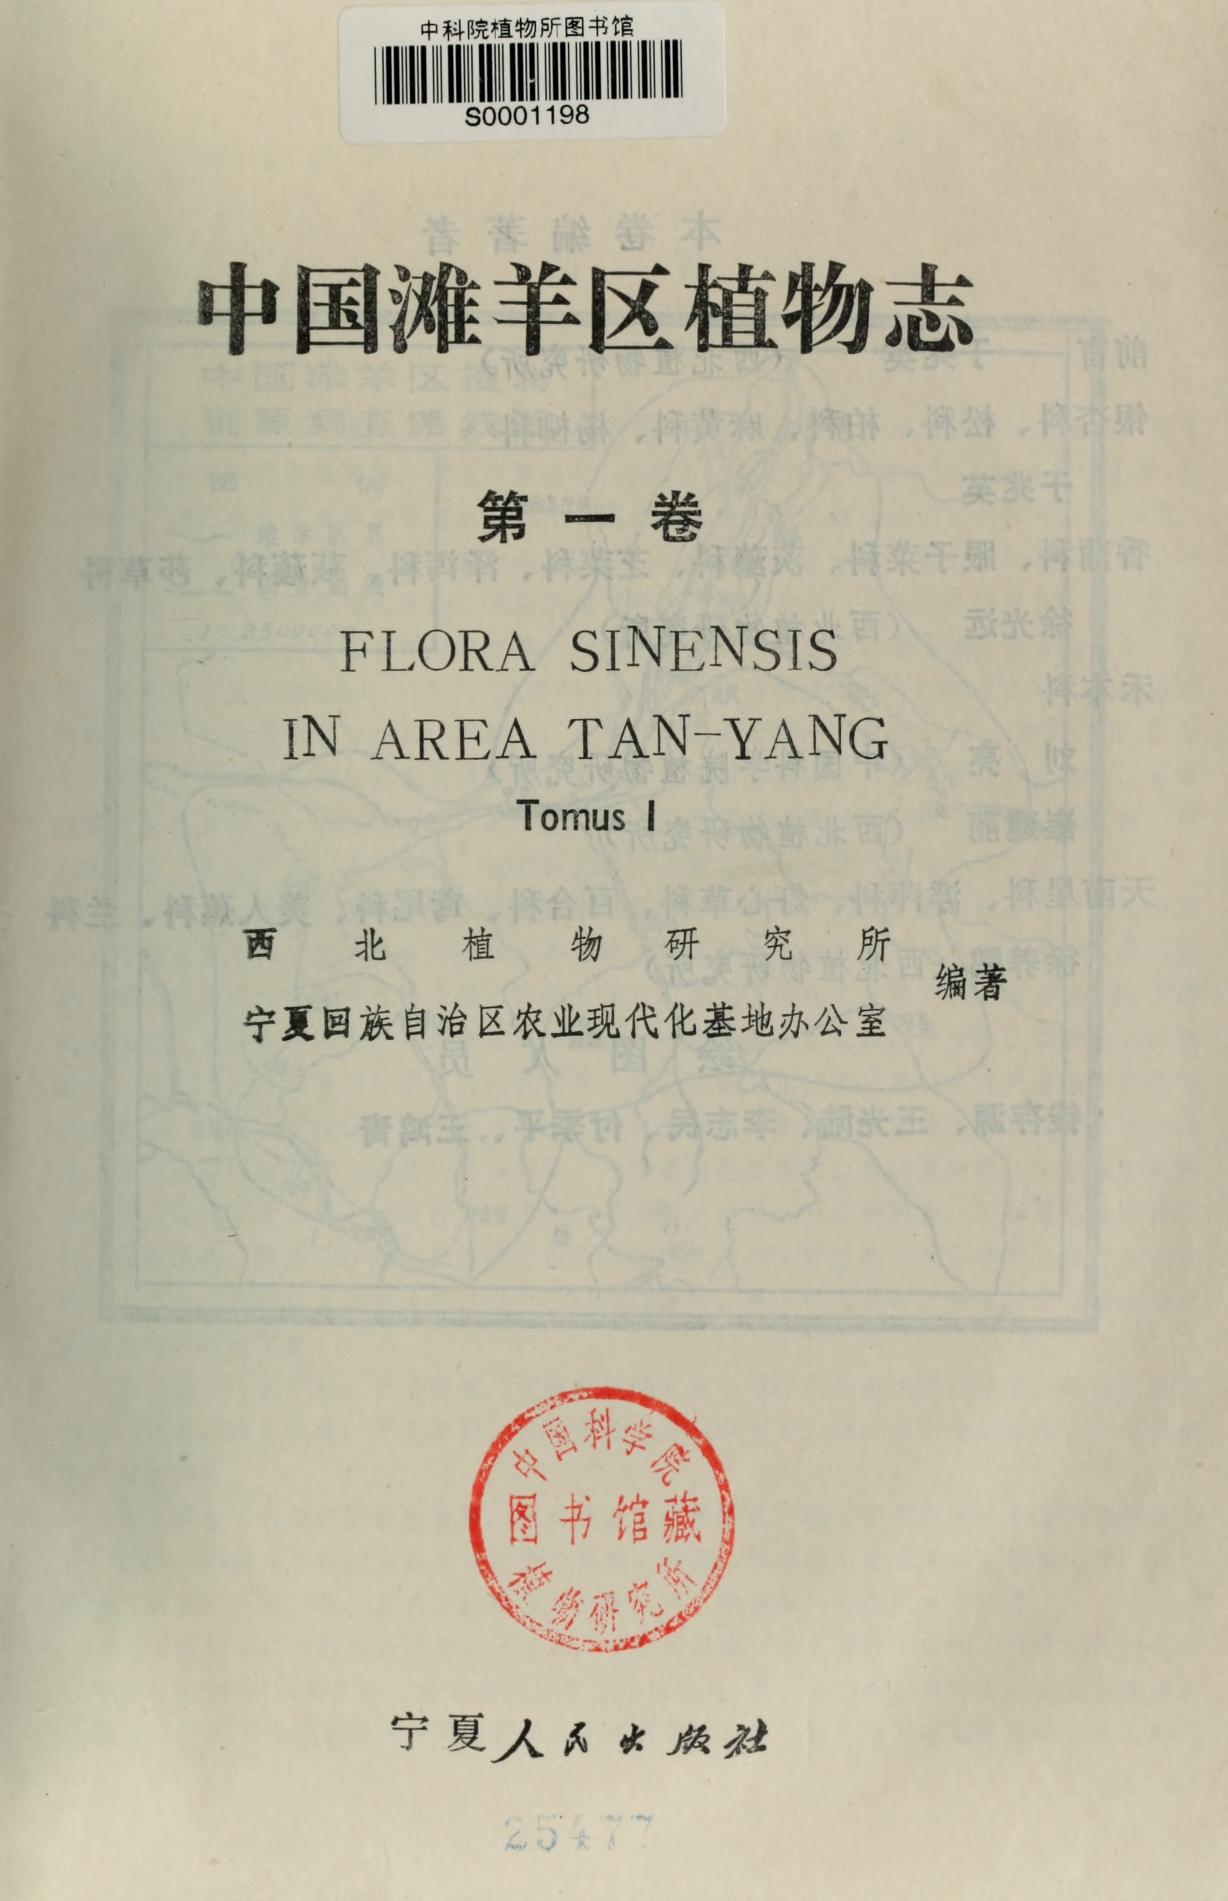 中科院植物所图书馆
S0001198
中国滩羊区植物志
第一卷
FLORA SINENSIS
IN AREA TAN-YANG
Tomus I
西北植物研究所
宁夏回族自治区农业现代化基地办公室
编著
中国科学院
图书馆藏
植物研究所
宁夏人民出版社
25477